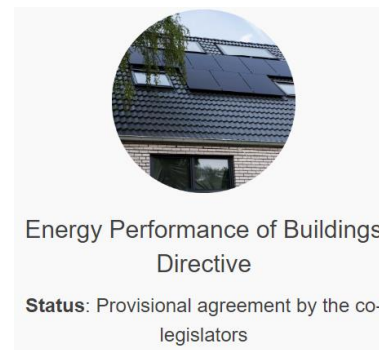 Energy Performance of Buildings
Directive
Status: Provisional agreement by the co-
legislators